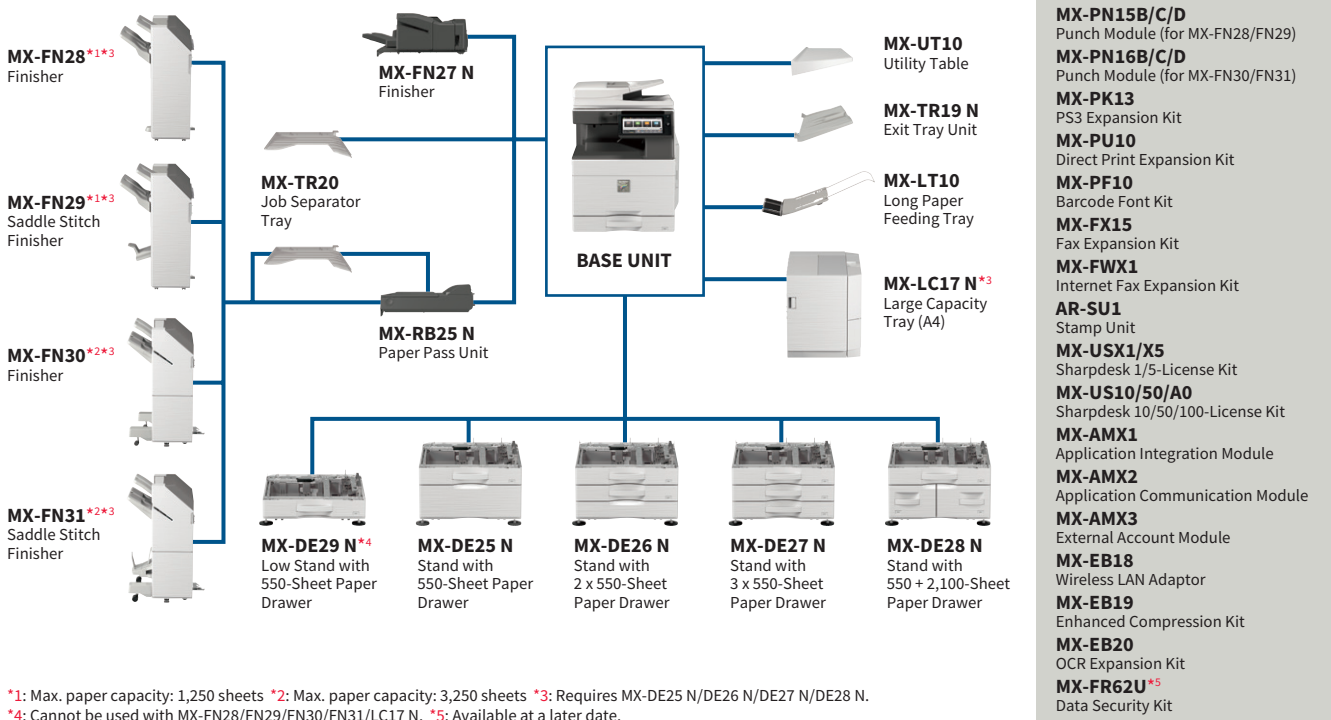 MX-FN28*1*3
Finisher
MX-FN29*1*3
Saddle Stitch
Finisher
MX-FN30*2*3
Finisher
MX-FN31*2*3
Saddle Stitch
Finisher
MX-FN27 N
Finisher
MX-TR20
Job Separator
Tray
MX-RB25 N
Paper Pass Unit
BASE UNIT
MX-UT10
Utility Table
MX-TR19 N
Exit Tray Unit
MX-LT10
Long Paper
Feeding Tray
MX-LC17 N*3
Large Capacity
Tray (A4)
MX-DE29 N*4
Low Stand with
550-Sheet Paper
Drawer
MX-DE25 N
Stand with
550-Sheet Paper
Drawer
MX-DE26 N
Stand with
2 x 550-Sheet
Paper Drawer
MX-DE27 N
Stand with
3 x 550-Sheet
Paper Drawer
MX-DE28 N
Stand with
550 + 2,100-Sheet
Paper Drawer
MX-PN15B/C/D
Punch Module (for MX-FN28/FN29)
MX-PN16B/C/D
Punch Module (for MX-FN30/FN31)
MX-PK13
PS3 Expansion Kit
MX-PU10
Direct Print Expansion Kit
MX-PF10
Barcode Font Kit
MX-FX15
Fax Expansion Kit
MX-FWX1
Internet Fax Expansion Kit
AR-SU1
Stamp Unit
MX-USX1/X5
Sharpdesk 1/5-License Kit
MX-US10/50/A0
Sharpdesk 10/50/100-License Kit
MX-AMX1
Application Integration Module
MX-AMX2
Application Communication Module
MX-AMX3
External Account Module
MX-EB18
Wireless LAN Adaptor
MX-EB19
Enhanced Compression Kit
MX-EB20
OCR Expansion Kit
MX-FR62U*5
Data Security Kit
*1: Max. paper capacity: 1,250 sheets *2: Max. paper capacity: 3,250 sheets *3: Requires MX-DE25 N/DE26 N/DE27 N/DE28 N.
*4: Cannot be used with MX-FN28/FN29/FN30/FN31/LC17 N. *5: Available at a later date.